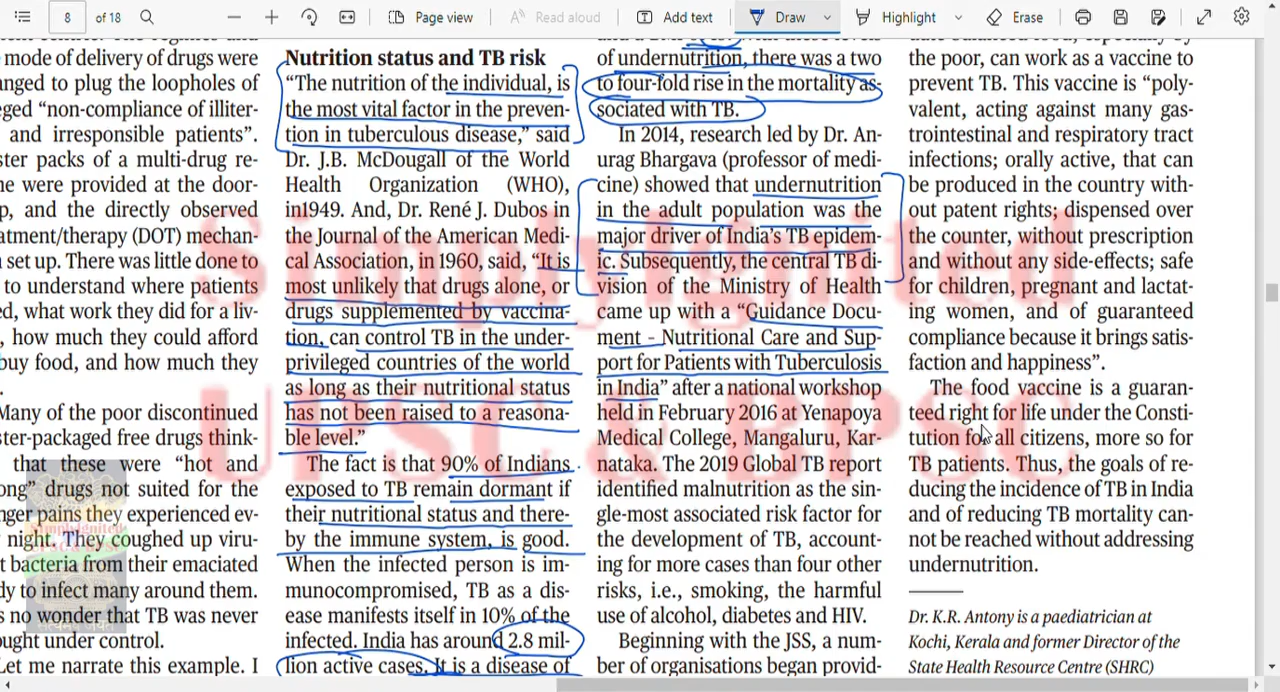 8
of 18
Page view
Read aloud
Add text
Draw
Highlight
Erase
mode of delivery of drugs were
anged to plug the loopholes of
eged “non-compliance of illiter-
and irresponsible patients”.
ster packs of a multi-drug re-
ne were provided at the door-
p, and the directly observed
atment/therapy (DOT) mechan-
set up. There was little done to
to understand where patients
ed, what work they did for a liv-
, how much they could afford
buy food, and how much they
.
Many of the poor discontinued
ster-packaged free drugs think-
that these were “hot and
ong” drugs not suited for the
nger pains they experienced ev-
night. They coughed up viru-
t bacteria from their emaciated
dy to infect many around them.
s no wonder that TB was never
ought under control.
Let me narrate this example. I
Nutrition status and TB risk
“The nutrition of the individual, is
the most vital factor in the preven-
tion in tuberculous disease,” said
Dr. J.B. McDougall of the World
Health Organization (WHO),
in1949. And, Dr. René J. Dubos in
the Journal of the American Medi-
cal Association, in 1960, said, “It is
most unlikely that drugs alone, or
drugs supplemented by vaccina-
tion, can control TB in the under-
privileged countries of the world
as long as their nutritional status
has not been raised to a reasona-
ble level.”
The fact is that 90% of Indians
exposed to TB remain dormant if
their nutritional status and there-
by the immune system, is good.
When the infected person is im-
munocompromised, TB as a dis-
ease manifests itself in 10% of the
infected. India has around 2.8 mil-
lion active cases. It is a disease of
of undernutrition, there was a two
to four-fold rise in the mortality as-
sociated with TB.
In 2014, research led by Dr. An-
urag Bhargava (professor of medi-
cine) showed that undernutrition
in the adult population was the
major driver of India’s TB epidem-
ic. Subsequently, the central TB di-
vision of the Ministry of Health
came up with a “Guidance Docu-
ment - Nutritional Care and Sup-
port for Patients with Tuberculosis
in India” after a national workshop
held in February 2016 at Yenapoya
Medical College, Mangaluru, Kar-
nataka. The 2019 Global TB report
identified malnutrition as the sin-
gle-most associated risk factor for
the development of TB, account-
ing for more cases than four other
risks, i.e., smoking, the harmful
use of alcohol, diabetes and HIV.
Beginning with the JSS, a num-
ber of organisations began provid-
the poor, can work as a vaccine to
prevent TB. This vaccine is “poly-
valent, acting against many gas-
trointestinal and respiratory tract
infections; orally active, that can
be produced in the country with-
out patent rights; dispensed over
the counter, without prescription
and without any side-effects; safe
for children, pregnant and lactat-
ing women, and of guaranteed
compliance because it brings satis-
faction and happiness”.
The food vaccine is a guaran-
teed right for life under the Consti-
tution for all citizens, more so for
TB patients. Thus, the goals of re-
ducing the incidence of TB in India
and of reducing TB mortality can-
not be reached without addressing
undernutrition.
Dr. K.R. Antony is a paediatrician at
Kochi, Kerala and former Director of the
State Health Resource Centre (SHRC)
SimplyIgnited
UPSC & BPSC
SimplyIgnited
UPSC & BPSC